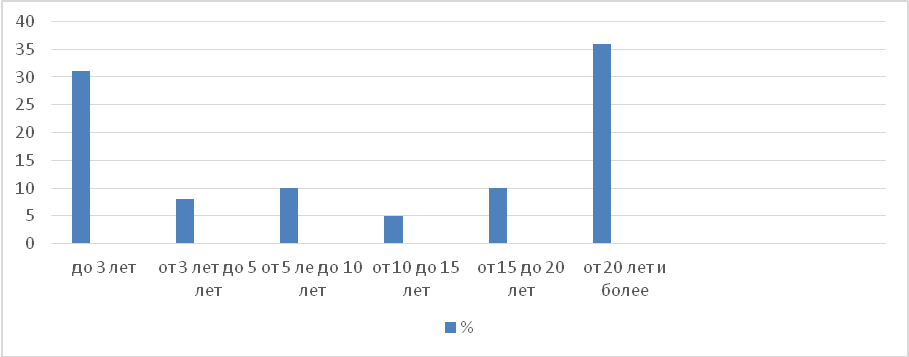 40
35
30
25
20
15
10
5
0
до 3 лет
от 3 лет до 5 лет
от 5 ле до 10 лет
от 10 до 15 лет
от 15 до 20 лет
от 20 лет и более
%